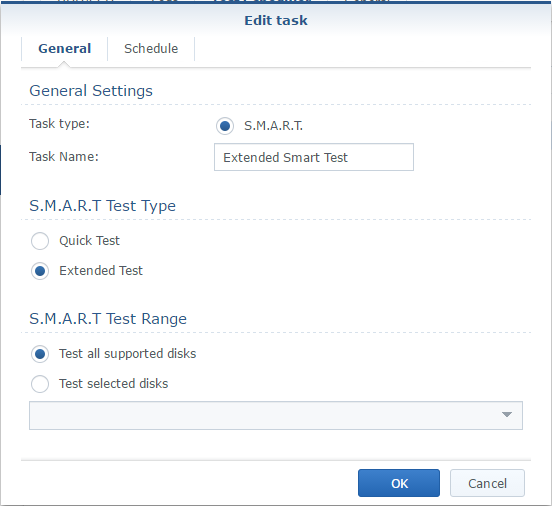 Edit task
General Schedule
General Settings
Task type: S.M.A.R.T.
Task Name: Extended Smart Test
S.M.A.R.T Test Type
Quick Test
Extended Test
S.M.A.R.T Test Range
Test all supported disks
Test selected disks
OK Cancel